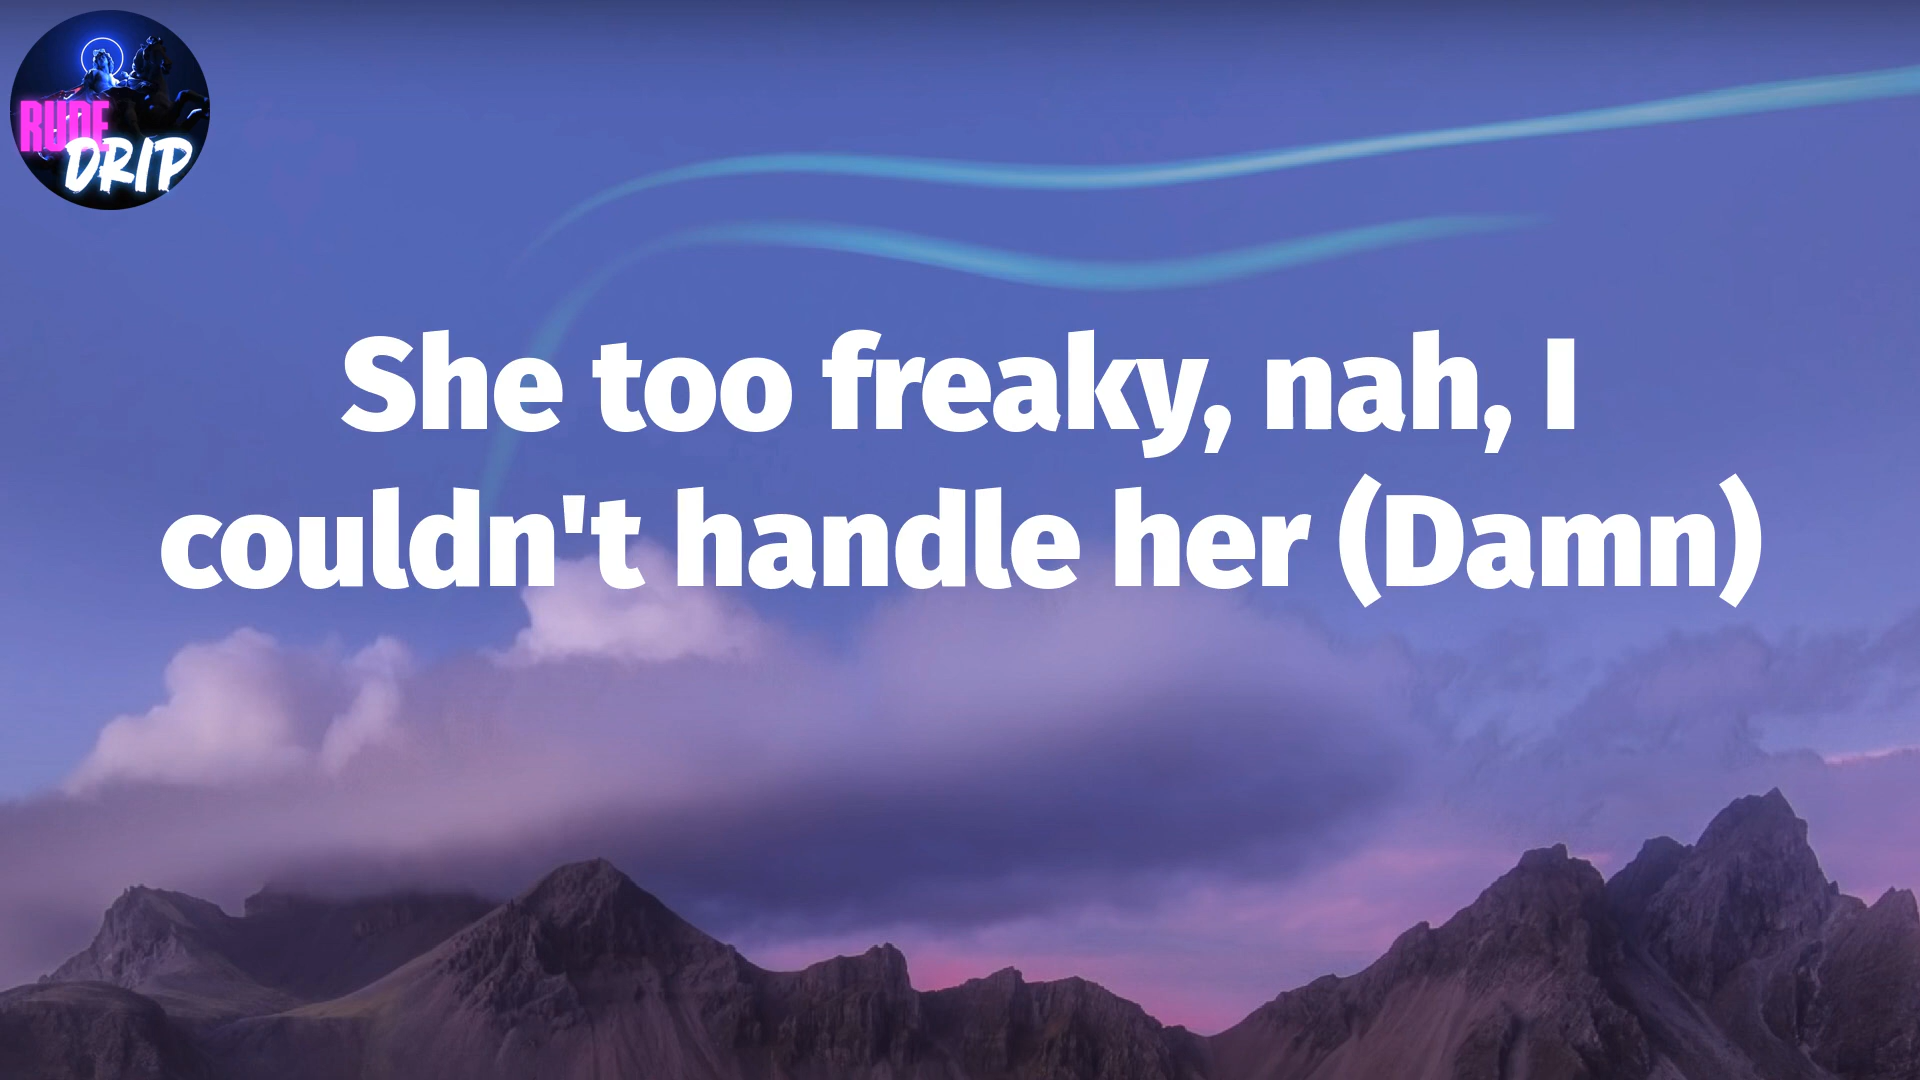 RUDE
DRIP
She too freaky, nah, I
couldn't handle her (Damn)